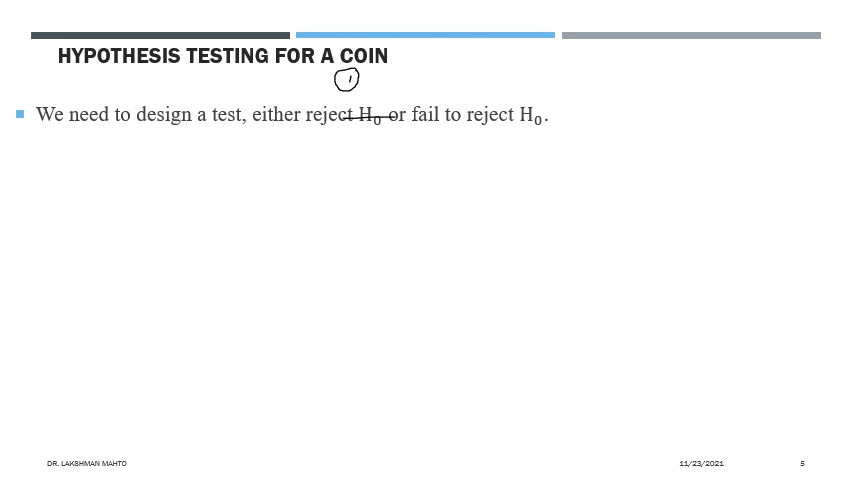 HYPOTHESIS TESTING FOR A COIN
1
We need to design a test, either reject H₀ or fail to reject H₀.
DR. LAKSHMAN MAHTO 11/23/2021 5